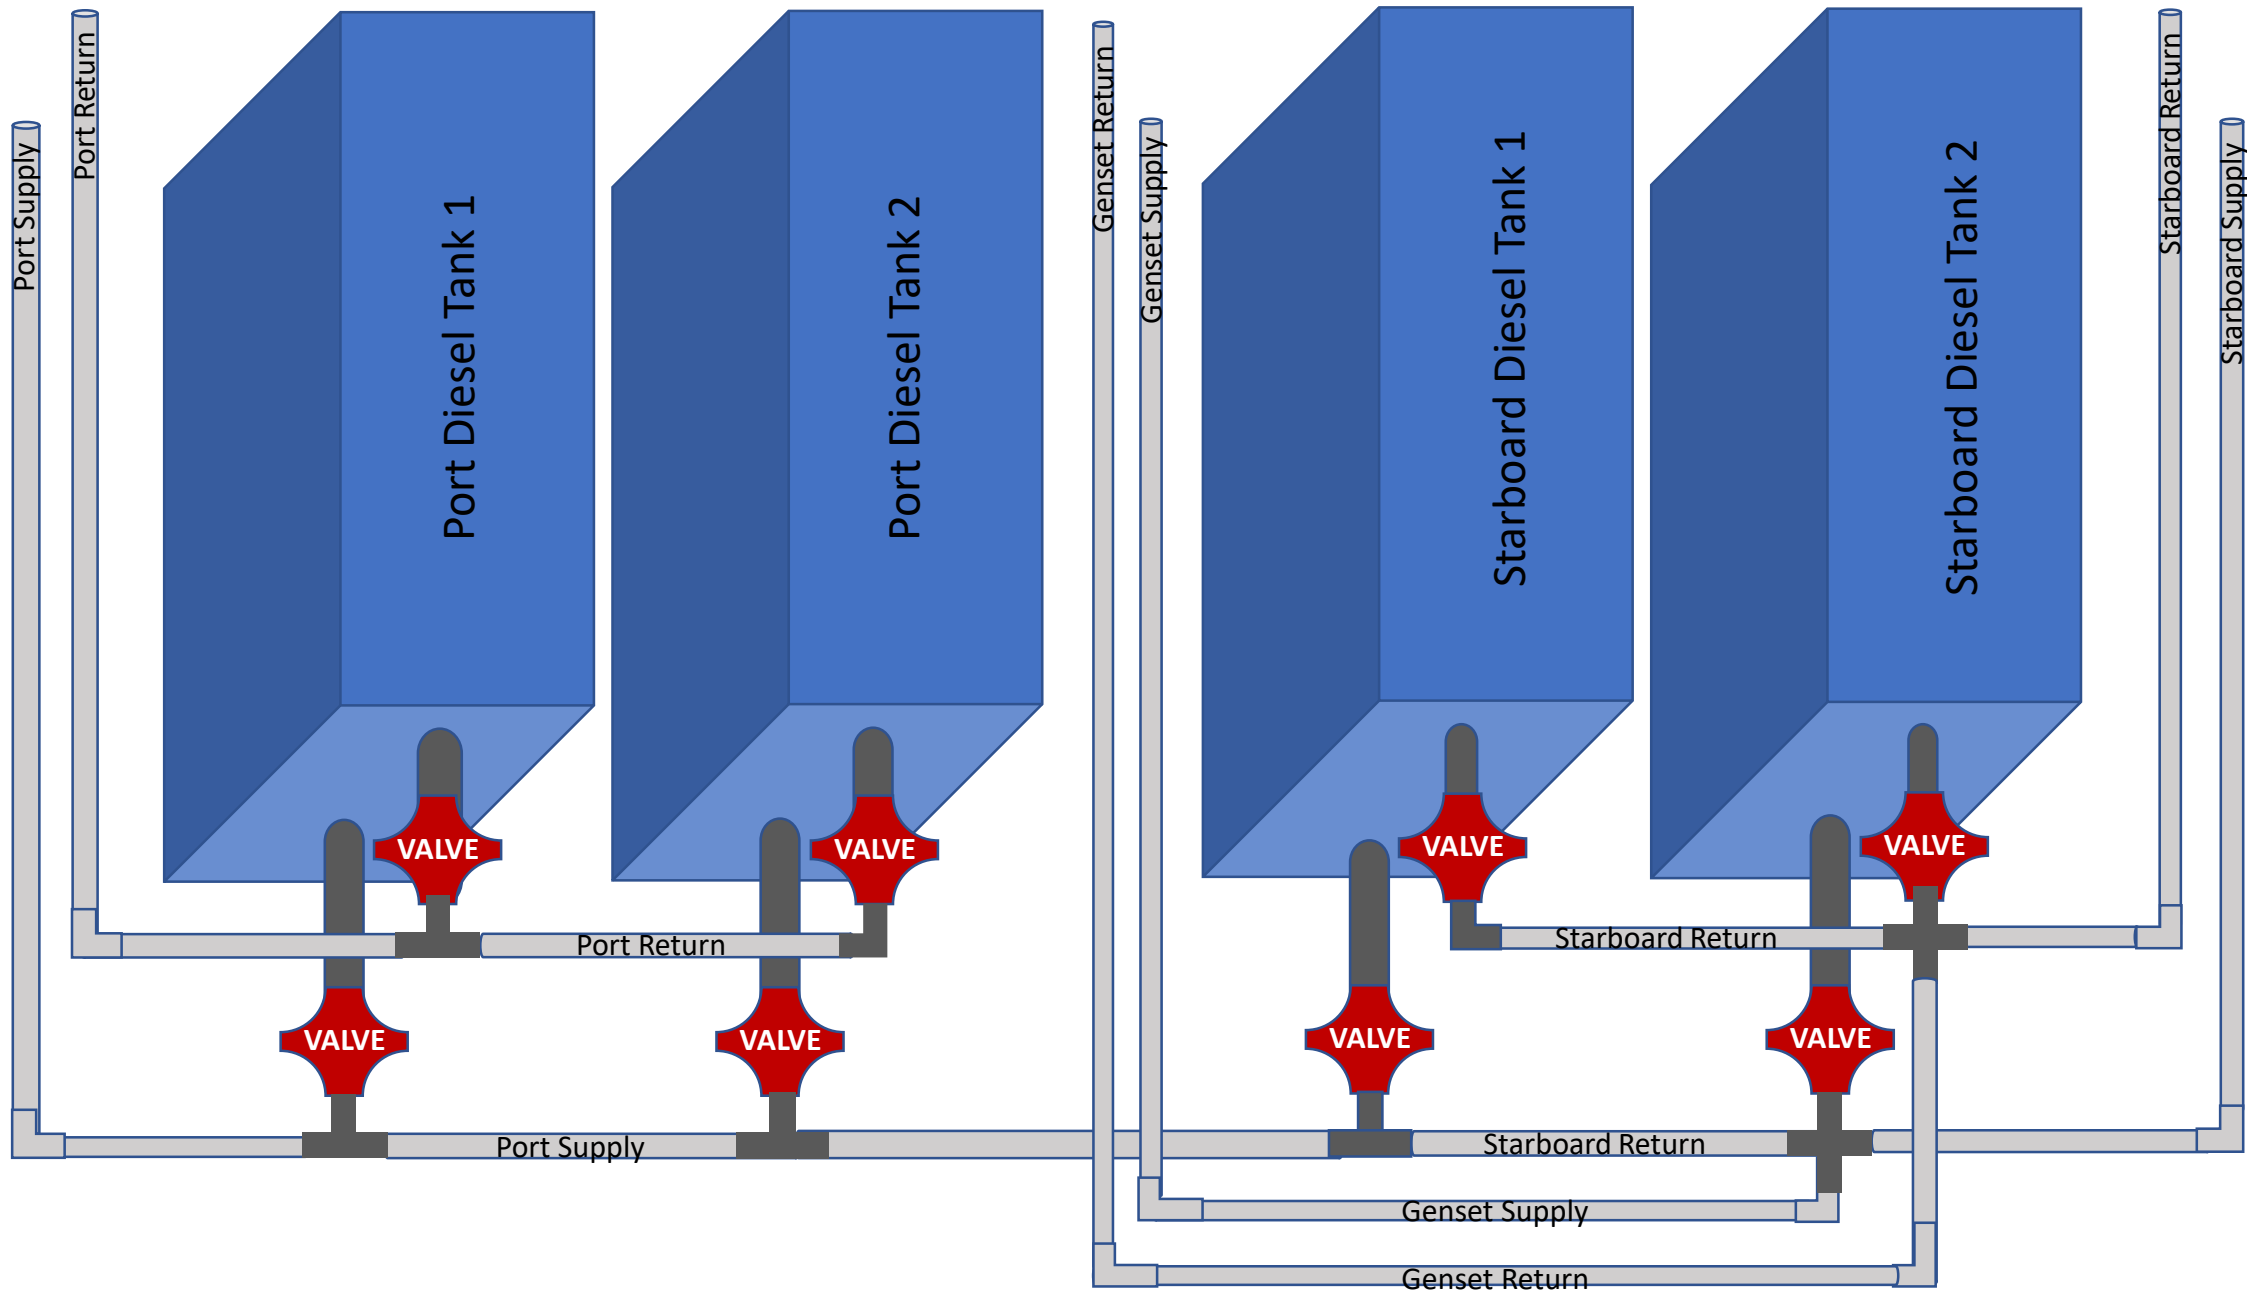 Port Supply
Port Return
Port Diesel Tank 1
Port Diesel Tank 2
Genset Return
Genset Supply
Starboard Diesel Tank 1
Starboard Diesel Tank 2
Starboard Return
Starboard Supply
VALVE
VALVE
VALVE
VALVE
Port Return
Starboard Return
VALVE
VALVE
VALVE
VALVE
Port Supply
Starboard Return
Genset Supply
Genset Return